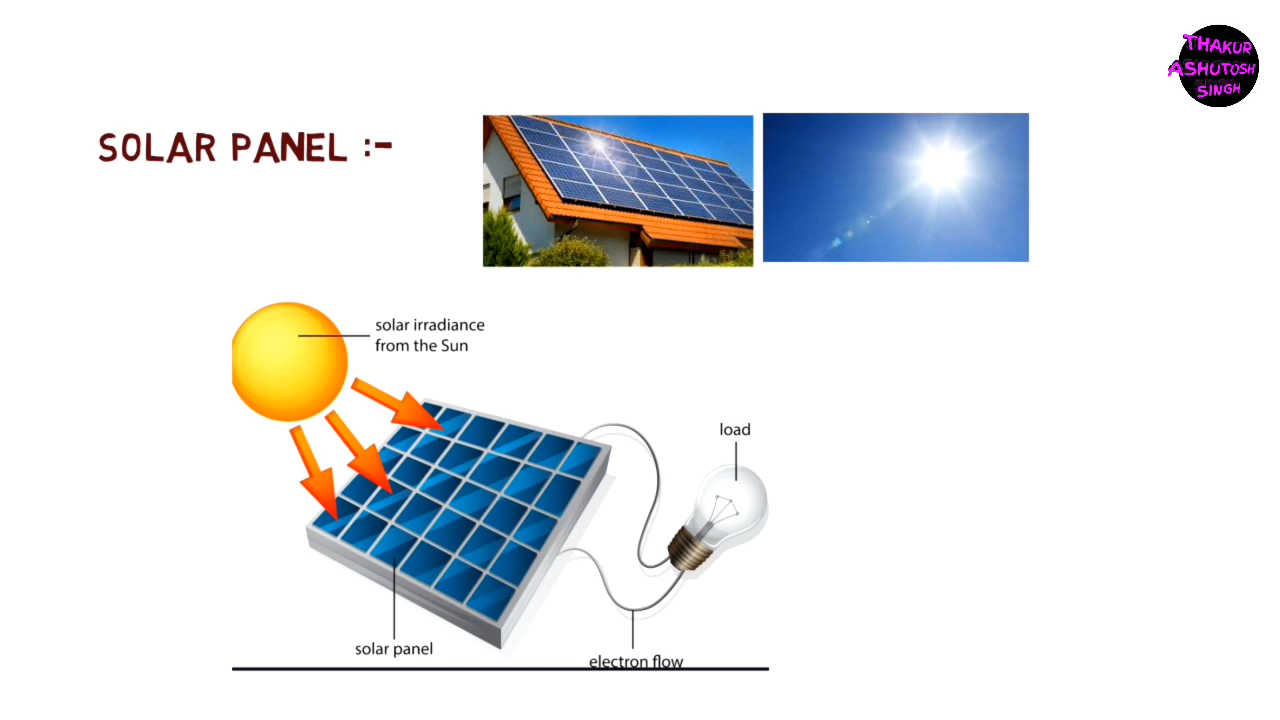 THAKUR
ASHUTOSH
SINGH
SOLAR PANEL :-
solar irradiance
from the Sun
load
solar panel
electron flow